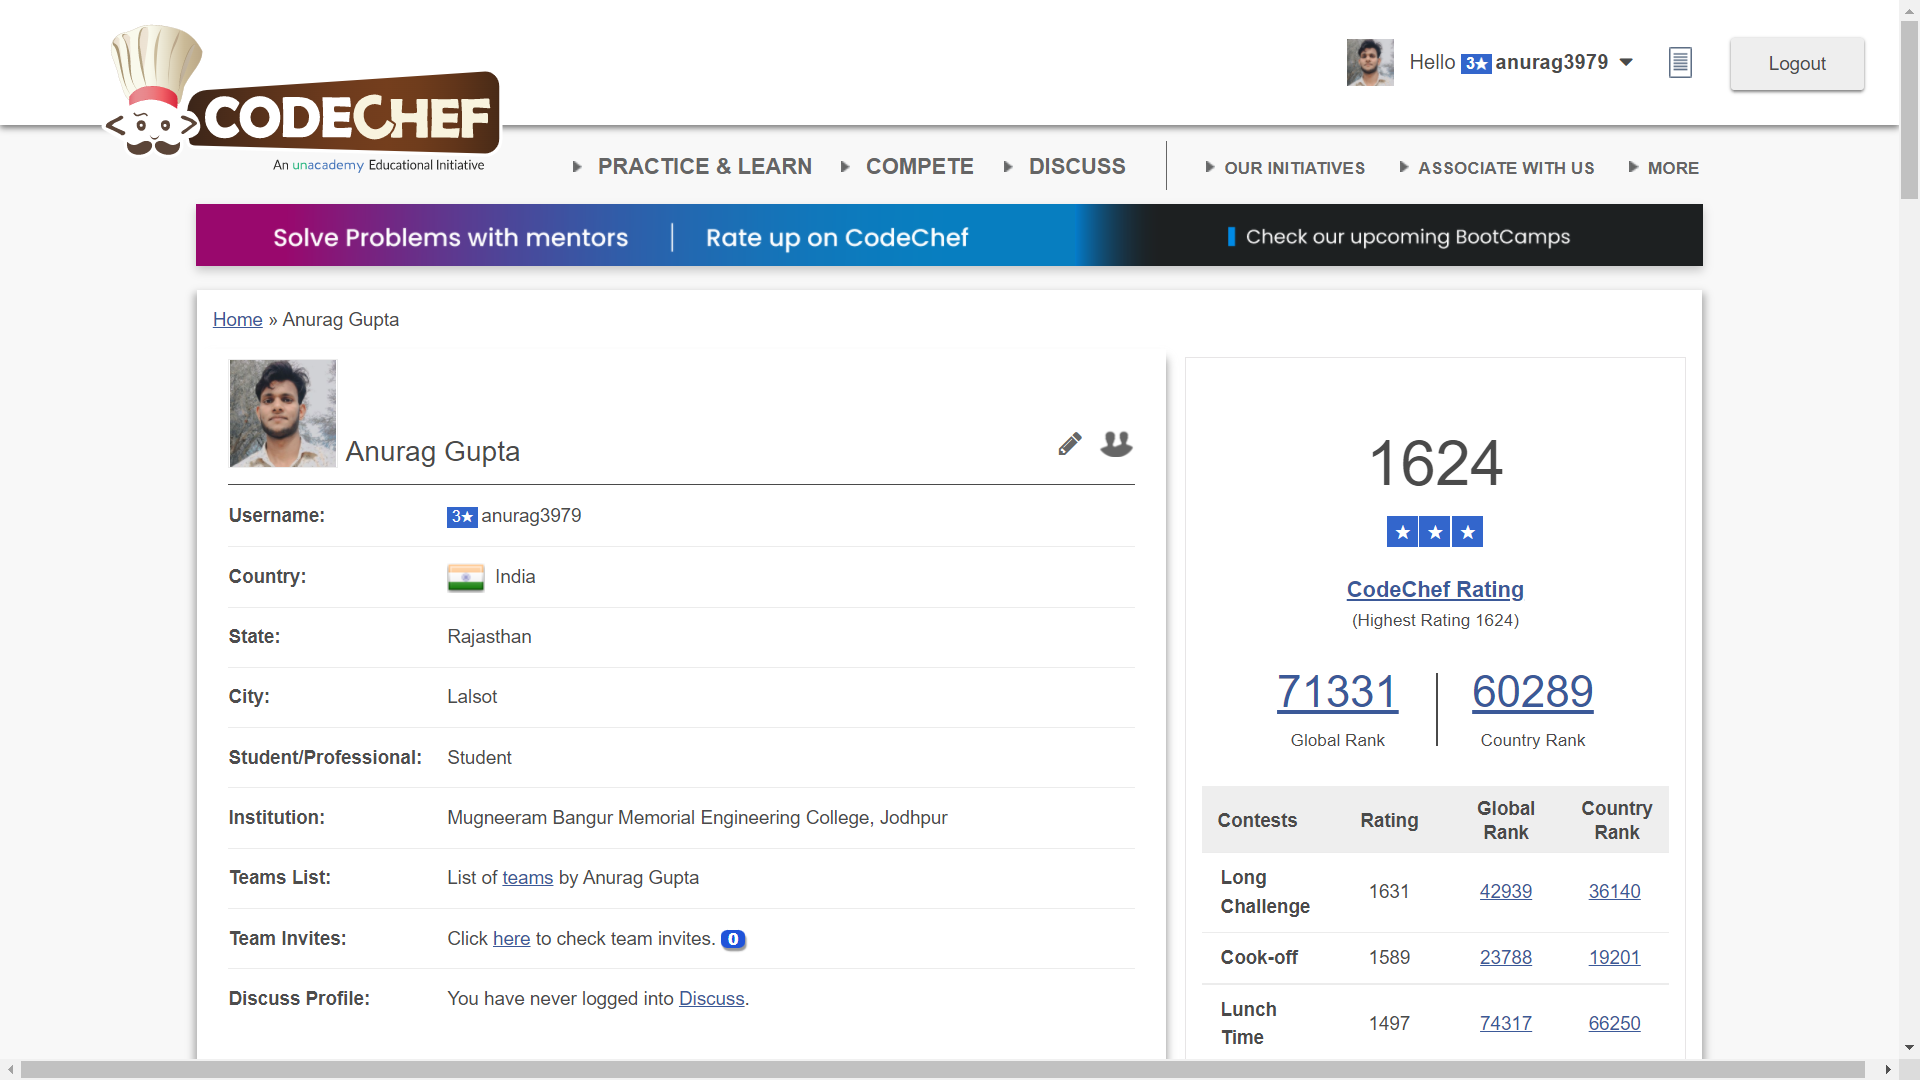 Hello 3★ anurag3979
Logout
CODECHEF
An unacademy Educational Initiative
PRACTICE & LEARN
COMPETE
DISCUSS
OUR INITIATIVES
ASSOCIATE WITH US
MORE
Solve Problems with mentors | Rate up on CodeChef
Check our upcoming BootCamps
Home » Anurag Gupta
Anurag Gupta
Username: 3★ anurag3979
Country: India
State: Rajasthan
City: Lalsot
Student/Professional: Student
Institution: Mugneeram Bangur Memorial Engineering College, Jodhpur
Teams List: List of teams by Anurag Gupta
Team Invites: Click here to check team invites. 0
Discuss Profile: You have never logged into Discuss.
1624
★ ★ ★
CodeChef Rating
(Highest Rating 1624)
71331 60289
Global Rank Country Rank
Contests Rating Global Rank Country Rank
Long Challenge 1631 42939 36140
Cook-off 1589 23788 19201
Lunch Time 1497 74317 66250